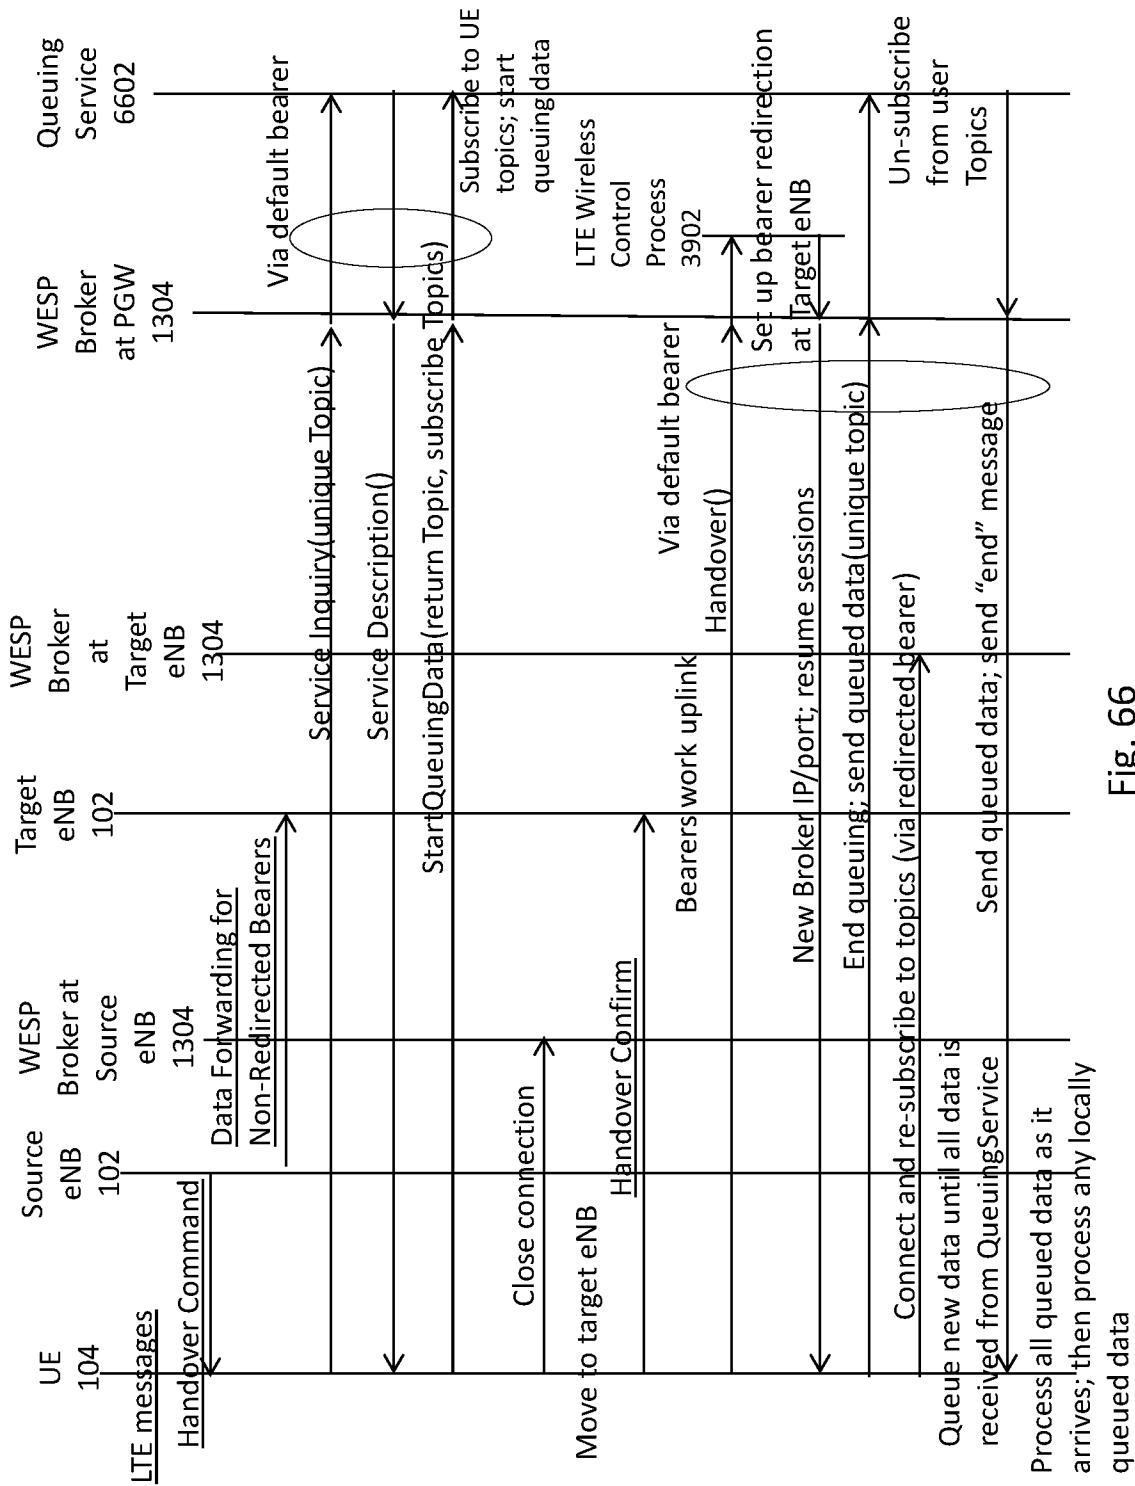 UE
104
Source
eNB
102
WESP
Broker at
Source
eNB
1304
Target
eNB
102
WESP
Broker
at
Target
eNB
1304
WESP
Broker
at PGW
1304
Queuing
Service
6602
LTE messages
Handover Command
Data Forwarding for
Non-Redirected Bearers
Via default bearer
Service Inquiry(unique Topic)
Service Description()
StartQueuingData(return Topic, subscribe Topics)
Subscribe to UE
topics; start
queuing data
Close connection
Move to target eNB
LTE Wireless
Control
Process
3902
Handover Confirm
Bearers work uplink
Via default bearer
Handover()
Set up bearer redirection
at Target eNB
New Broker IP/port; resume sessions
End queuing; send queued data(unique topic)
Connect and re-subscribe to topics (via redirected bearer)
Un-subscribe
from user
Topics
Queue new data until all data is
received from QueuingService
Send queued data; send “end” message
Process all queued data as it
arrives; then process any locally
queued data
Fig. 66